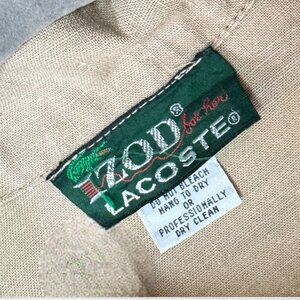 IZOD®
for her
LACOSTE®
DO NOT BLEACH
HANG TO DRY
OR
PROFESSIONALLY
DRY CLEAN